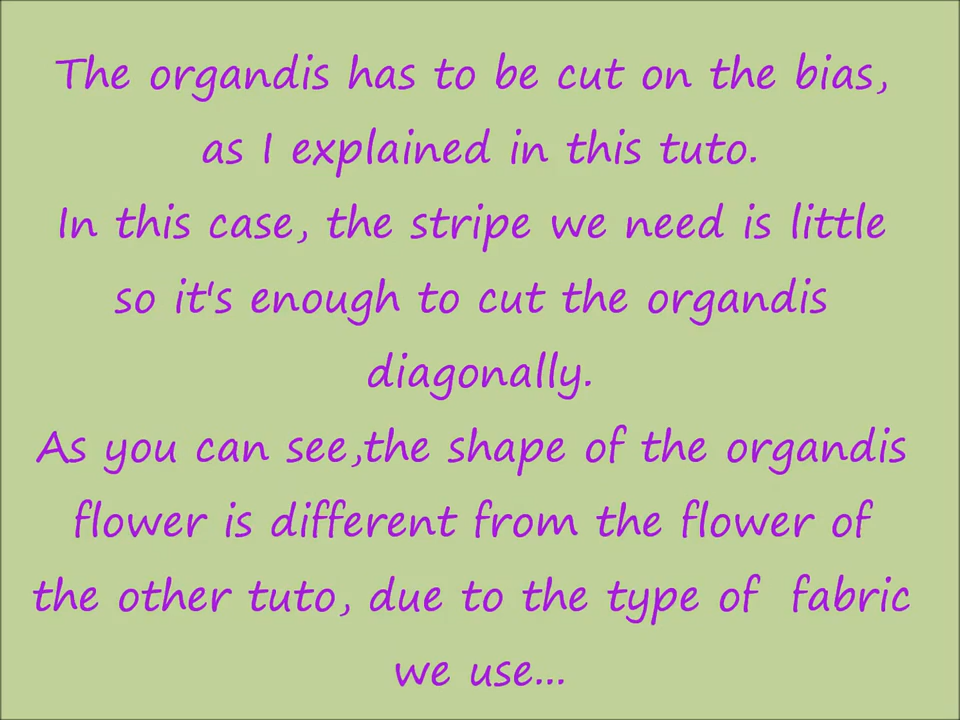 The organdis has to be cut on the bias,
as I explained in this tuto.
In this case, the stripe we need is little
so it's enough to cut the organdis
diagonally.
As you can see,the shape of the organdis
flower is different from the flower of
the other tuto, due to the type of  fabric
we use...